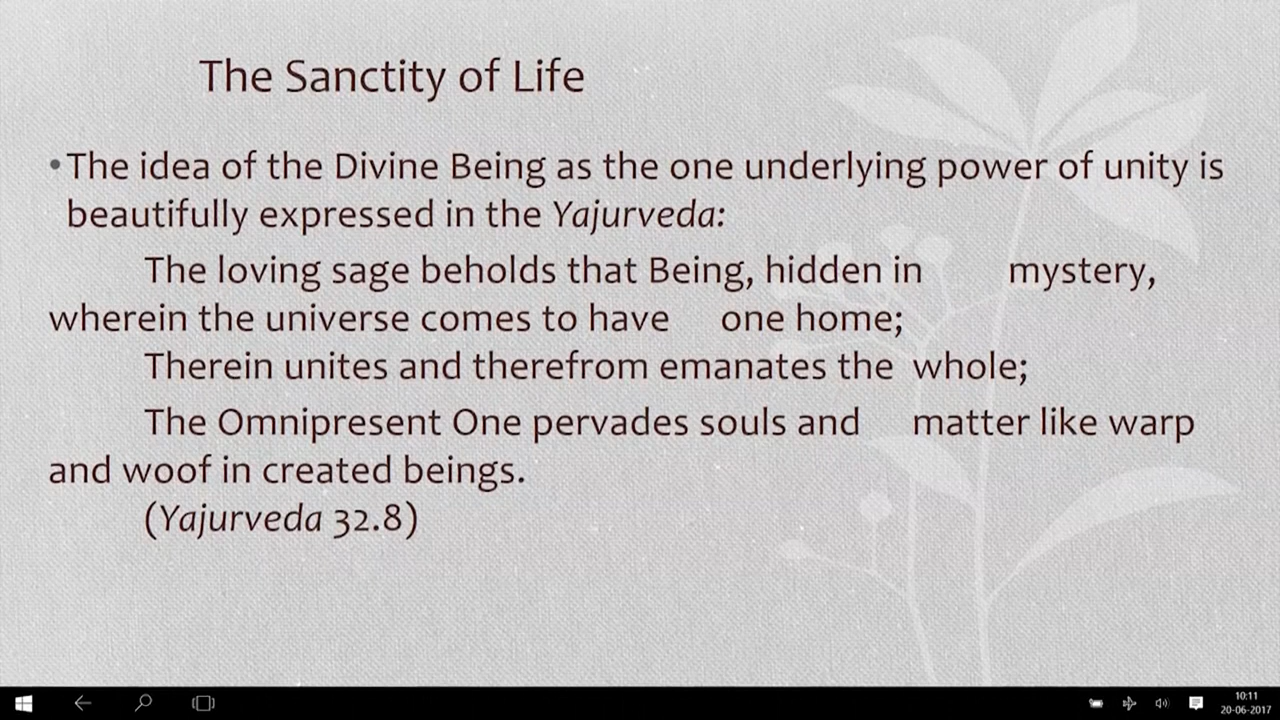 The Sanctity of Life
•The idea of the Divine Being as the one underlying power of unity is
beautifully expressed in the Yajurveda:
The loving sage beholds that Being, hidden in mystery,
wherein the universe comes to have one home;
Therein unites and therefrom emanates the whole;
The Omnipresent One pervades souls and matter like warp
and woof in created beings.
(Yajurveda 32.8)
10:11
20-06-2017